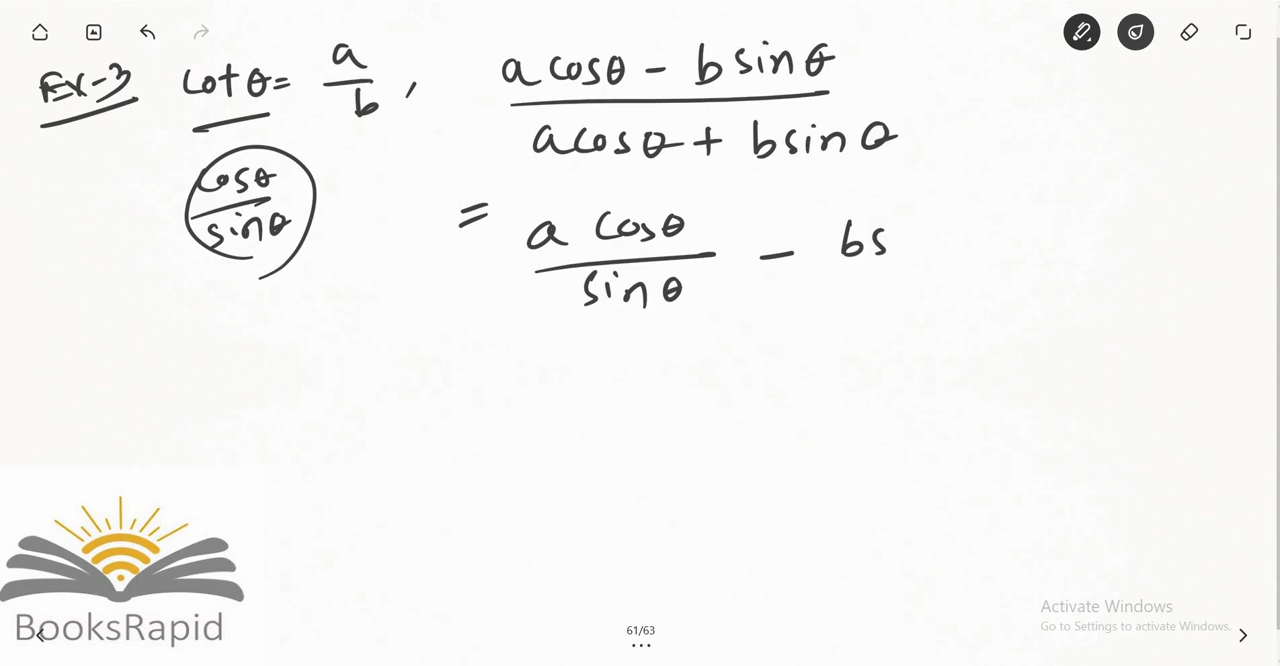 Ex-3 cot θ = a/b , (a cosθ - b sinθ)/(a cosθ + b sinθ)
cosθ/sinθ
= a cosθ/sinθ - bs
BooksRapid
61/63
Activate Windows
Go to Settings to activate Windows.